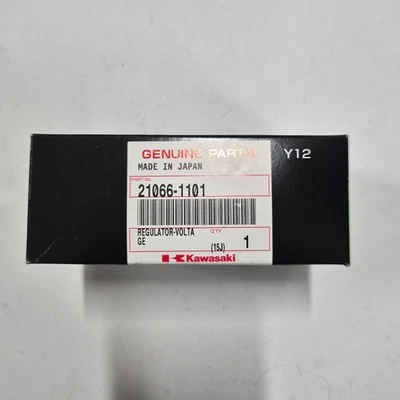 GENUINE PARTS Y12
MADE IN JAPAN
PART No.
21066-1101
REGULATOR-VOLTA QTY
GE (15J) 1
Kawasaki